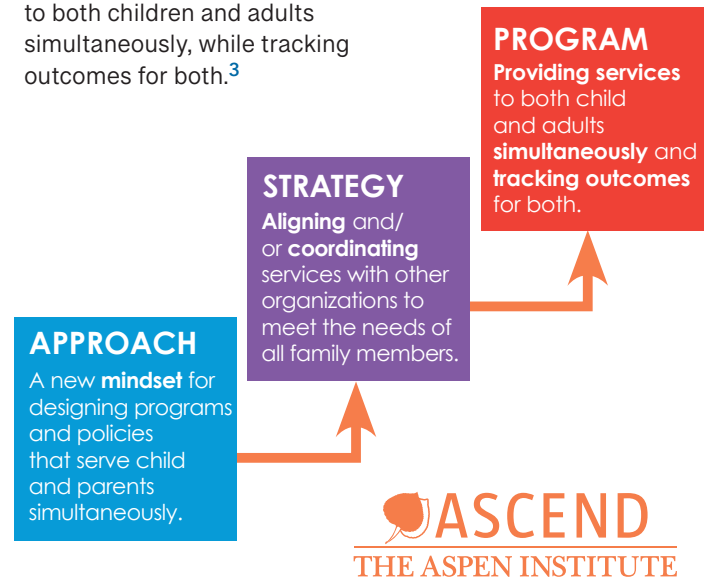 to both children and adults
simultaneously, while tracking
outcomes for both.3
PROGRAM
Providing services
to both child
and adults
simultaneously and
tracking outcomes
for both.
STRATEGY
Aligning and/
or coordinating
services with other
organizations to
meet the needs of
all family members.
APPROACH
A new mindset for
designing programs
and policies
that serve child
and parents
simultaneously.
ASCEND
THE ASPEN INSTITUTE